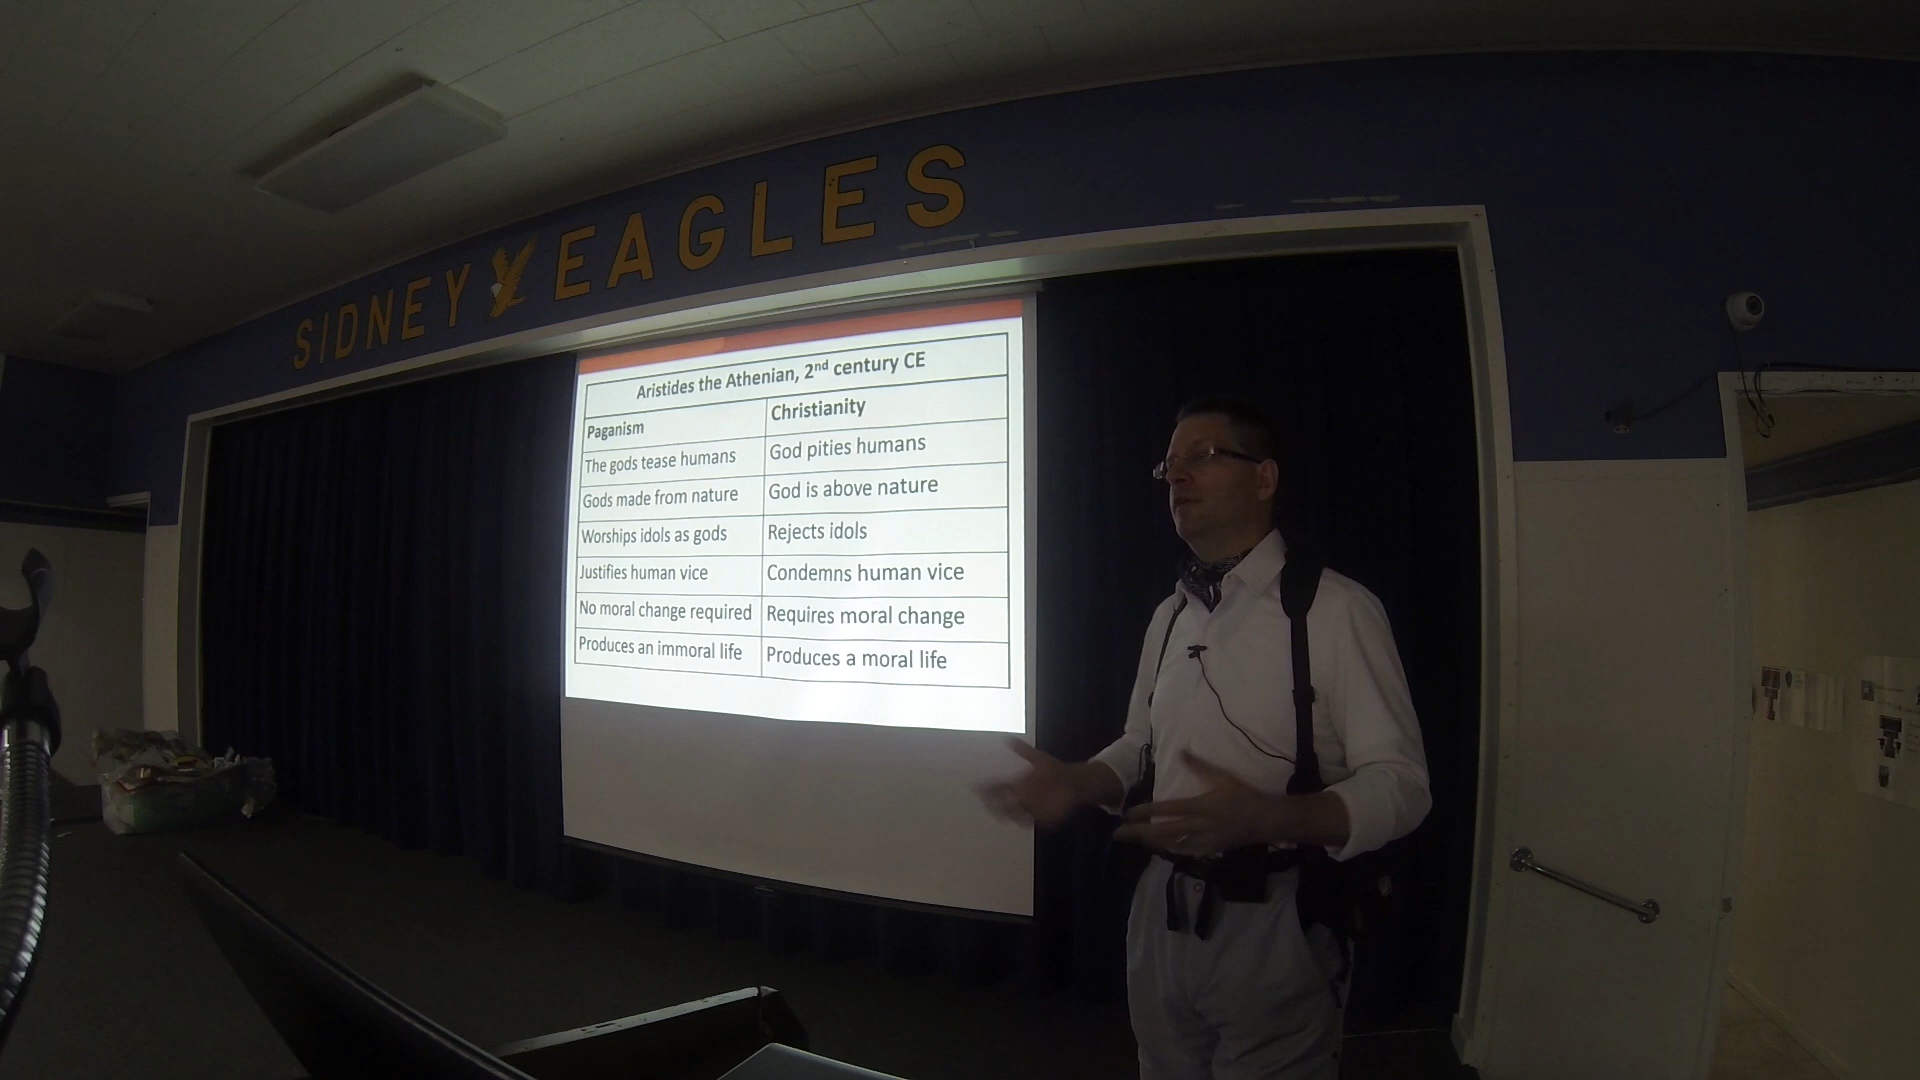 SIDNEY EAGLES
Aristides the Athenian, 2nd century CE
Paganism Christianity
The gods tease humans God pities humans
Gods made from nature God is above nature
Worships idols as gods Rejects idols
Justifies human vice Condemns human vice
No moral change required Requires moral change
Produces an immoral life Produces a moral life